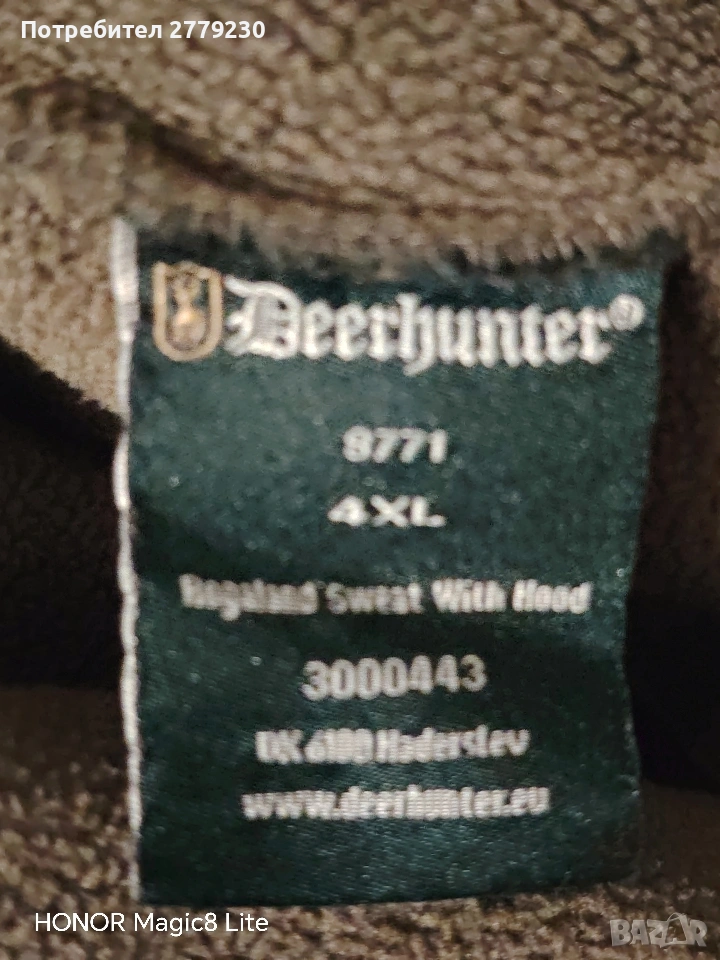 Потребител 2779230
Deerhunter®
8771
4XL
Rogaland Sweat With Hood
3000443
DK 6100 Haderslev
www.deerhunter.eu
HONOR Magic8 Lite
BAZAR